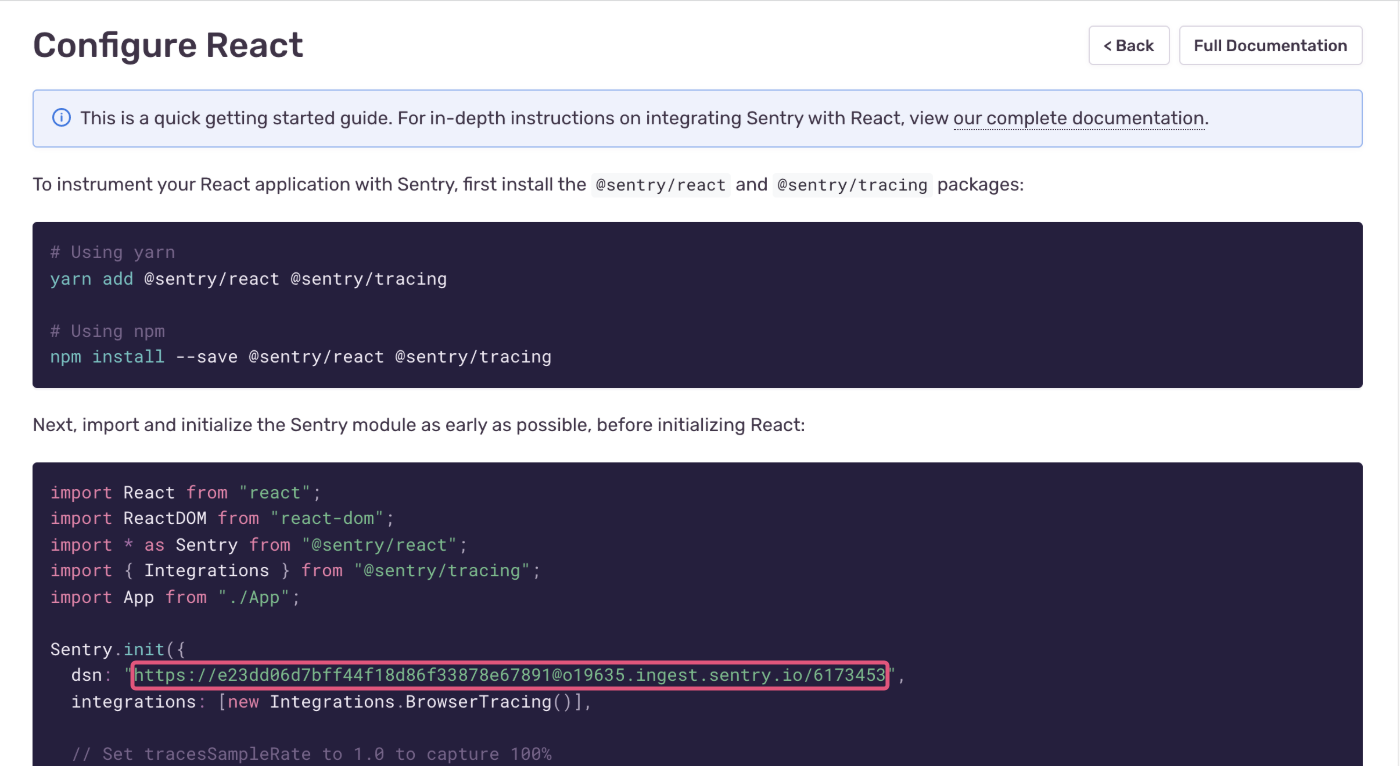 Configure React
< Back
Full Documentation
This is a quick getting started guide. For in-depth instructions on integrating Sentry with React, view our complete documentation.
To instrument your React application with Sentry, first install the @sentry/react and @sentry/tracing packages:
# Using yarn
yarn add @sentry/react @sentry/tracing
# Using npm
npm install --save @sentry/react @sentry/tracing
Next, import and initialize the Sentry module as early as possible, before initializing React:
import React from "react";
import ReactDOM from "react-dom";
import * as Sentry from "@sentry/react";
import { Integrations } from "@sentry/tracing";
import App from "./App";
Sentry.init({
dsn: "https://e23dd06d7bff44f18d86f33878e67891@o19635.ingest.sentry.io/6173453",
integrations: [new Integrations.BrowserTracing()],
// Set tracesSampleRate to 1.0 to capture 100%